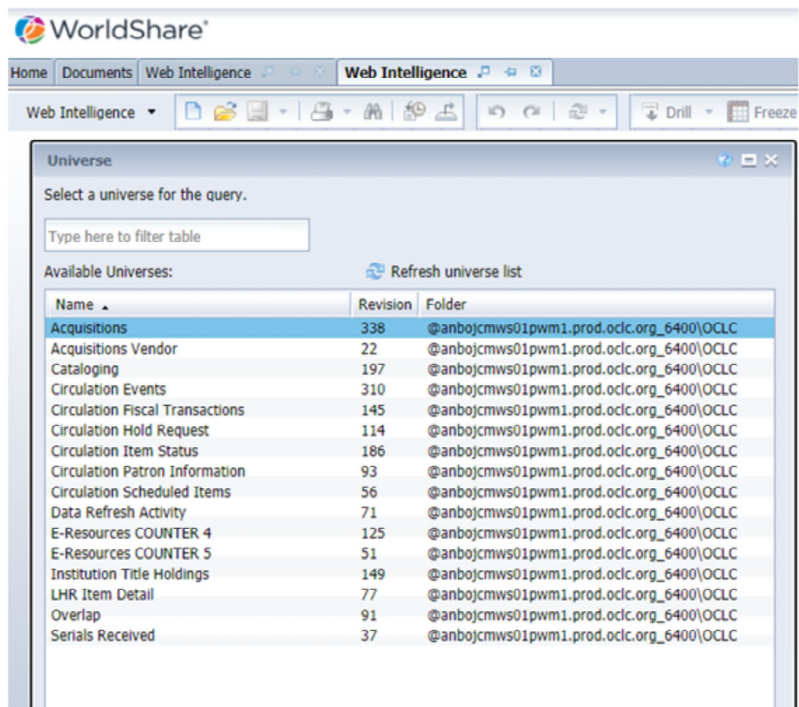 WorldShare®
Home Documents Web Intelligence Web Intelligence
Web Intelligence Drill Freeze
Universe
Select a universe for the query.
Type here to filter table
Available Universes: Refresh universe list
Name Revision Folder
Acquisitions 338 @anbojcmws01pwm1.prod.oclc.org_6400\OCLC
Acquisitions Vendor 22 @anbojcmws01pwm1.prod.oclc.org_6400\OCLC
Cataloging 197 @anbojcmws01pwm1.prod.oclc.org_6400\OCLC
Circulation Events 310 @anbojcmws01pwm1.prod.oclc.org_6400\OCLC
Circulation Fiscal Transactions 145 @anbojcmws01pwm1.prod.oclc.org_6400\OCLC
Circulation Hold Request 114 @anbojcmws01pwm1.prod.oclc.org_6400\OCLC
Circulation Item Status 186 @anbojcmws01pwm1.prod.oclc.org_6400\OCLC
Circulation Patron Information 93 @anbojcmws01pwm1.prod.oclc.org_6400\OCLC
Circulation Scheduled Items 56 @anbojcmws01pwm1.prod.oclc.org_6400\OCLC
Data Refresh Activity 71 @anbojcmws01pwm1.prod.oclc.org_6400\OCLC
E-Resources COUNTER 4 125 @anbojcmws01pwm1.prod.oclc.org_6400\OCLC
E-Resources COUNTER 5 51 @anbojcmws01pwm1.prod.oclc.org_6400\OCLC
Institution Title Holdings 149 @anbojcmws01pwm1.prod.oclc.org_6400\OCLC
LHR Item Detail 77 @anbojcmws01pwm1.prod.oclc.org_6400\OCLC
Overlap 91 @anbojcmws01pwm1.prod.oclc.org_6400\OCLC
Serials Received 37 @anbojcmws01pwm1.prod.oclc.org_6400\OCLC